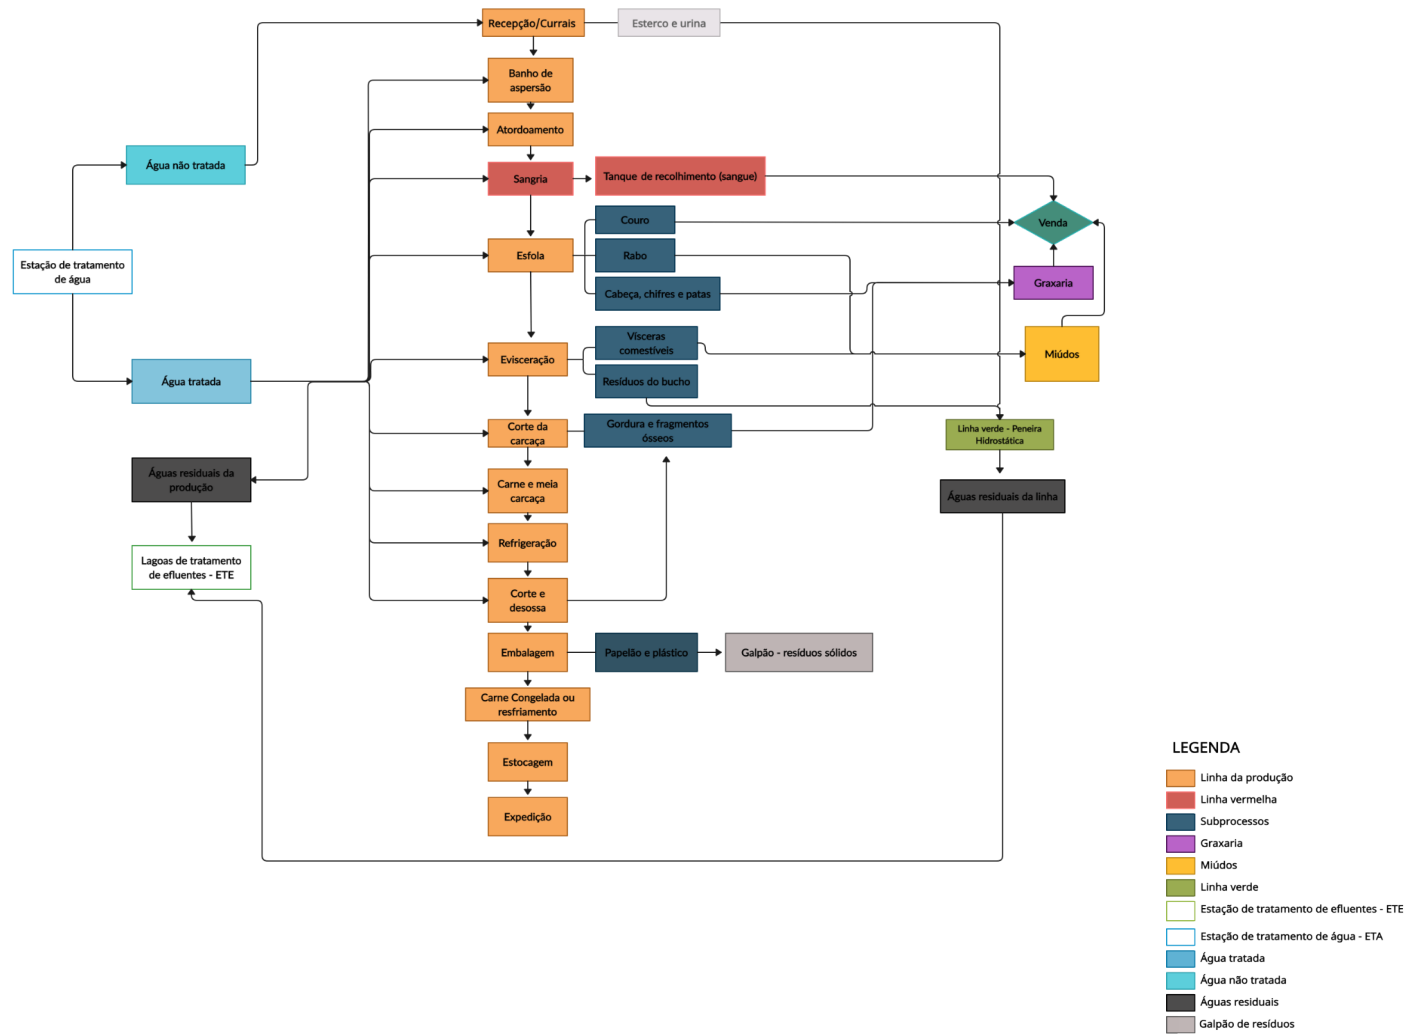 Recepção/Currais
Esterco e urina
Banho de
aspersão
Atordoamento
Água não tratada
Sangria
Tanque de recolhimento (sangue)
Couro
Venda
Estação de tratamento
de água
Esfola
Rabo
Cabeça, chifres e patas
Graxaria
Vísceras
comestíveis
Evisceração
Miúdos
Água tratada
Resíduos do bucho
Corte da
carcaça
Gordura e fragmentos
ósseos
Linha verde - Peneira
Hidrostática
Águas residuais da
produção
Carne e meia
carcaça
Águas residuais da linha
Refrigeração
Lagoas de tratamento
de efluentes - ETE
Corte e
desossa
Embalagem
Papelão e plástico
Galpão - resíduos sólidos
Carne Congelada ou
resfriamento
Estocagem
Expedição
LEGENDA
Linha da produção
Linha vermelha
Subprocessos
Graxaria
Miúdos
Linha verde
Estação de tratamento de efluentes - ETE
Estação de tratamento de água - ETA
Água tratada
Água não tratada
Águas residuais
Galpão de resíduos